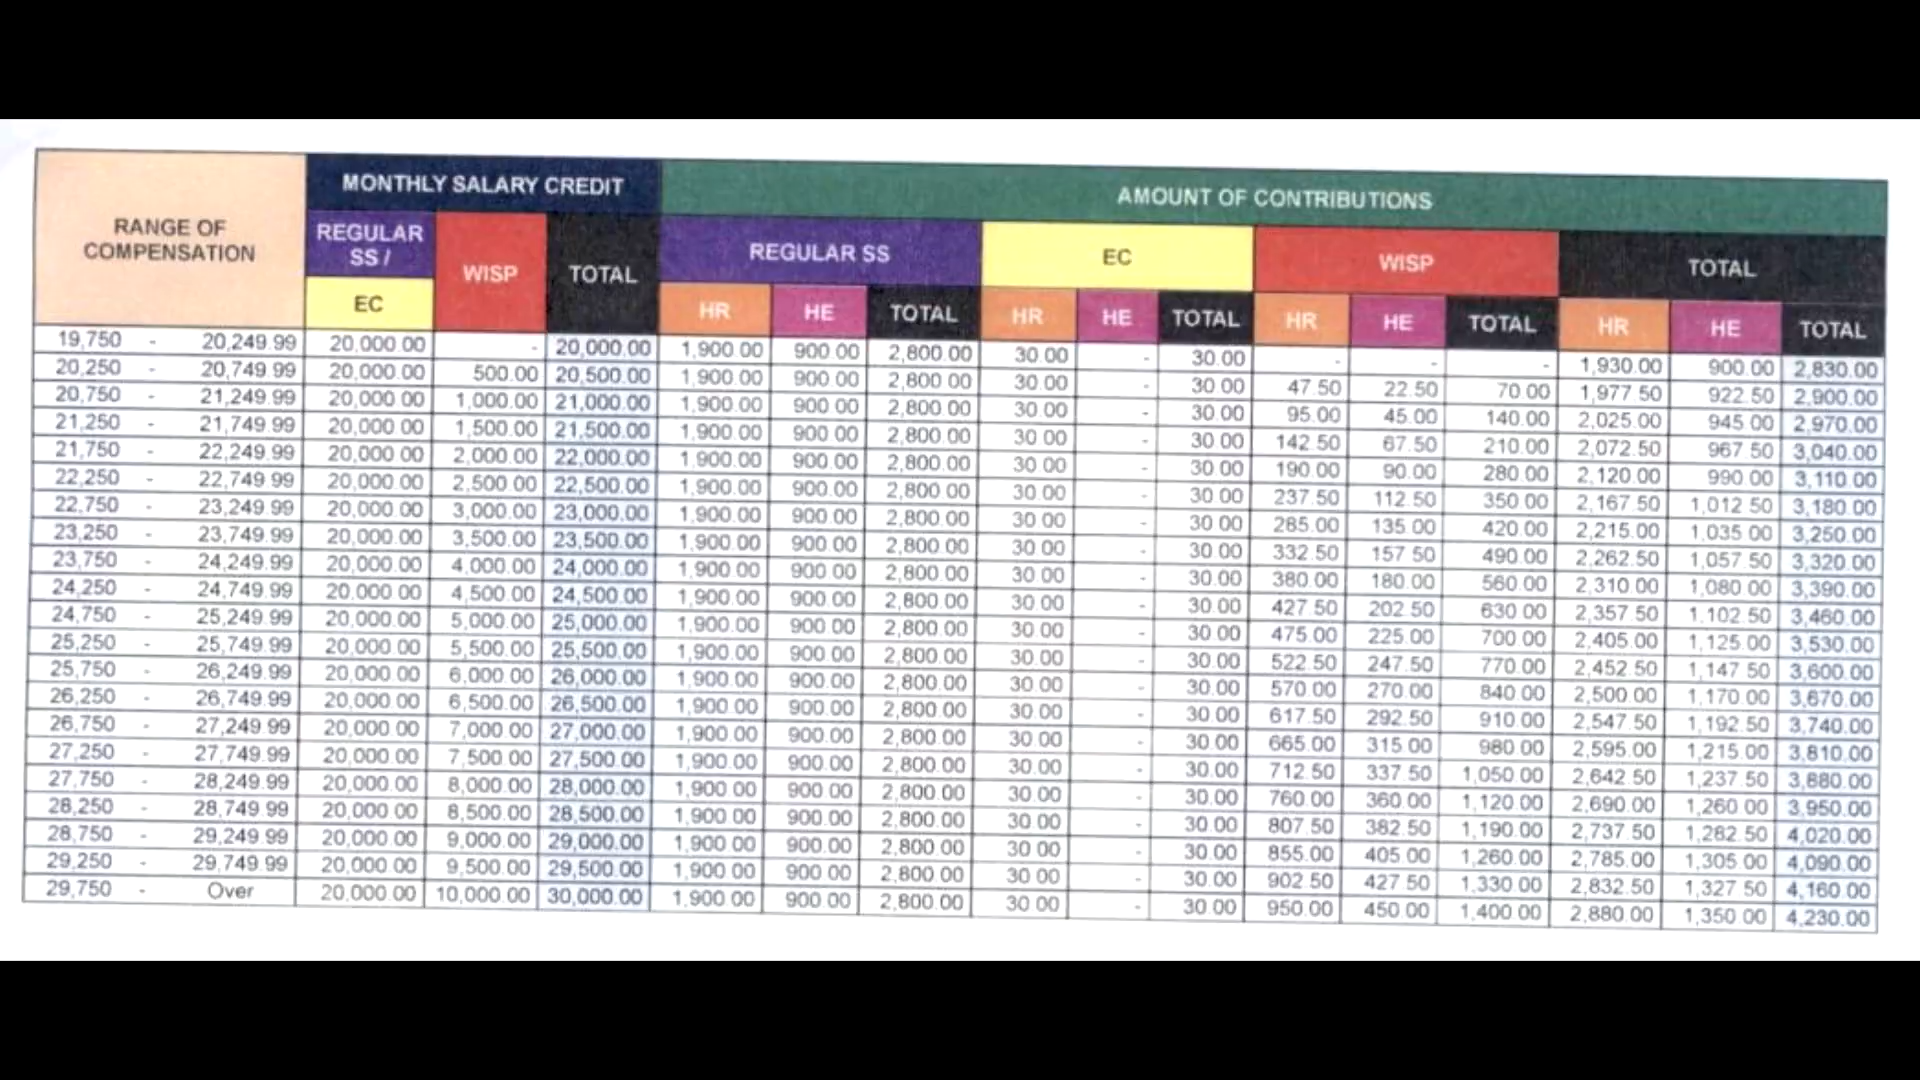 RANGE OF COMPENSATION MONTHLY SALARY CREDIT AMOUNT OF CONTRIBUTIONS
REGULAR SS / WISP TOTAL REGULAR SS EC WISP TOTAL
EC HR HE TOTAL HR HE TOTAL HR HE TOTAL HR HE TOTAL
19,750 - 20,249.99 20,000.00 - 20,000.00 1,900.00 900.00 2,800.00 30.00 - 30.00 - - - 1,930.00 900.00 2,830.00
20,250 - 20,749.99 20,000.00 500.00 20,500.00 1,900.00 900.00 2,800.00 30.00 - 30.00 47.50 22.50 70.00 1,977.50 922.50 2,900.00
20,750 - 21,249.99 20,000.00 1,000.00 21,000.00 1,900.00 900.00 2,800.00 30.00 - 30.00 95.00 45.00 140.00 2,025.00 945.00 2,970.00
21,250 - 21,749.99 20,000.00 1,500.00 21,500.00 1,900.00 900.00 2,800.00 30.00 - 30.00 142.50 67.50 210.00 2,072.50 967.50 3,040.00
21,750 - 22,249.99 20,000.00 2,000.00 22,000.00 1,900.00 900.00 2,800.00 30.00 - 30.00 190.00 90.00 280.00 2,120.00 990.00 3,110.00
22,250 - 22,749.99 20,000.00 2,500.00 22,500.00 1,900.00 900.00 2,800.00 30.00 - 30.00 237.50 112.50 350.00 2,167.50 1,012.50 3,180.00
22,750 - 23,249.99 20,000.00 3,000.00 23,000.00 1,900.00 900.00 2,800.00 30.00 - 30.00 285.00 135.00 420.00 2,215.00 1,035.00 3,250.00
23,250 - 23,749.99 20,000.00 3,500.00 23,500.00 1,900.00 900.00 2,800.00 30.00 - 30.00 332.50 157.50 490.00 2,262.50 1,057.50 3,320.00
23,750 - 24,249.99 20,000.00 4,000.00 24,000.00 1,900.00 900.00 2,800.00 30.00 - 30.00 380.00 180.00 560.00 2,310.00 1,080.00 3,390.00
24,250 - 24,749.99 20,000.00 4,500.00 24,500.00 1,900.00 900.00 2,800.00 30.00 - 30.00 427.50 202.50 630.00 2,357.50 1,102.50 3,460.00
24,750 - 25,249.99 20,000.00 5,000.00 25,000.00 1,900.00 900.00 2,800.00 30.00 - 30.00 475.00 225.00 700.00 2,405.00 1,125.00 3,530.00
25,250 - 25,749.99 20,000.00 5,500.00 25,500.00 1,900.00 900.00 2,800.00 30.00 - 30.00 522.50 247.50 770.00 2,452.50 1,147.50 3,600.00
25,750 - 26,249.99 20,000.00 6,000.00 26,000.00 1,900.00 900.00 2,800.00 30.00 - 30.00 570.00 270.00 840.00 2,500.00 1,170.00 3,670.00
26,250 - 26,749.99 20,000.00 6,500.00 26,500.00 1,900.00 900.00 2,800.00 30.00 - 30.00 617.50 292.50 910.00 2,547.50 1,192.50 3,740.00
26,750 - 27,249.99 20,000.00 7,000.00 27,000.00 1,900.00 900.00 2,800.00 30.00 - 30.00 665.00 315.00 980.00 2,595.00 1,215.00 3,810.00
27,250 - 27,749.99 20,000.00 7,500.00 27,500.00 1,900.00 900.00 2,800.00 30.00 - 30.00 712.50 337.50 1,050.00 2,642.50 1,237.50 3,880.00
27,750 - 28,249.99 20,000.00 8,000.00 28,000.00 1,900.00 900.00 2,800.00 30.00 - 30.00 760.00 360.00 1,120.00 2,690.00 1,260.00 3,950.00
28,250 - 28,749.99 20,000.00 8,500.00 28,500.00 1,900.00 900.00 2,800.00 30.00 - 30.00 807.50 382.50 1,190.00 2,737.50 1,282.50 4,020.00
28,750 - 29,249.99 20,000.00 9,000.00 29,000.00 1,900.00 900.00 2,800.00 30.00 - 30.00 855.00 405.00 1,260.00 2,785.00 1,305.00 4,090.00
29,250 - 29,749.99 20,000.00 9,500.00 29,500.00 1,900.00 900.00 2,800.00 30.00 - 30.00 902.50 427.50 1,330.00 2,832.50 1,327.50 4,160.00
29,750 - Over 20,000.00 10,000.00 30,000.00 1,900.00 900.00 2,800.00 30.00 - 30.00 950.00 450.00 1,400.00 2,880.00 1,350.00 4,230.00